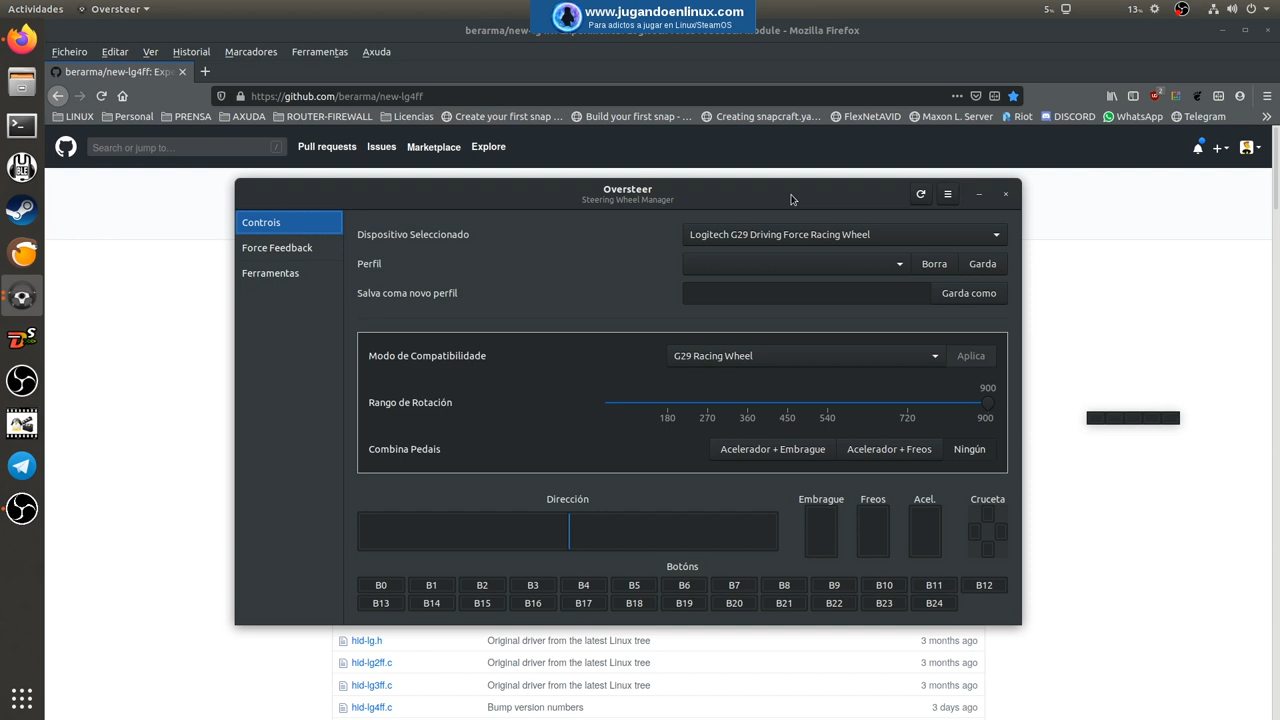 Actividades Oversteer 5% 13%
www.jugandoenlinux.com
Para adictos a jugar en Linux/SteamOS
module - Mozilla Firefox
Ficheiro Editar Ver Historial Marcadores Ferramentas Axuda
berarma/new-lg4ff: Exp
https://github.com/berarma/new-lg4ff
LINUX Personal PRENSA AXUDA ROUTER-FIREWALL Licencias Create your first snap ... Build your first snap - ... Creating snapcraft.ya... FlexNetAVID Maxon L. Server Riot DISCORD WhatsApp Telegram
Search or jump to... / Pull requests Issues Marketplace Explore
Oversteer
Steering Wheel Manager
Controis
Force Feedback
Ferramentas
Dispositivo Seleccionado Logitech G29 Driving Force Racing Wheel
Perfil Borra Garda
Salva coma novo perfil Garda como
Modo de Compatibilidade G29 Racing Wheel Aplica
900
Rango de Rotación
180 270 360 450 540 720 900
Combina Pedais Acelerador + Embrague Acelerador + Freos Ningún
Dirección Embrague Freos Acel. Cruceta
Botóns
B0 B1 B2 B3 B4 B5 B6 B7 B8 B9 B10 B11 B12
B13 B14 B15 B16 B17 B18 B19 B20 B21 B22 B23 B24
hid-lg.h Original driver from the latest Linux tree 3 months ago
hid-lg2ff.c Original driver from the latest Linux tree 3 months ago
hid-lg3ff.c Original driver from the latest Linux tree 3 months ago
hid-lg4ff.c Bump version numbers 3 days ago